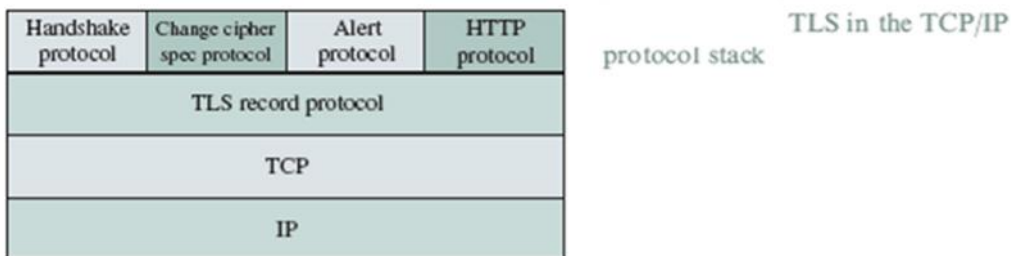 Handshake
protocol
Change cipher
spec protocol
Alert
protocol
HTTP
protocol
TLS record protocol
TCP
IP
TLS in the TCP/IP
protocol stack